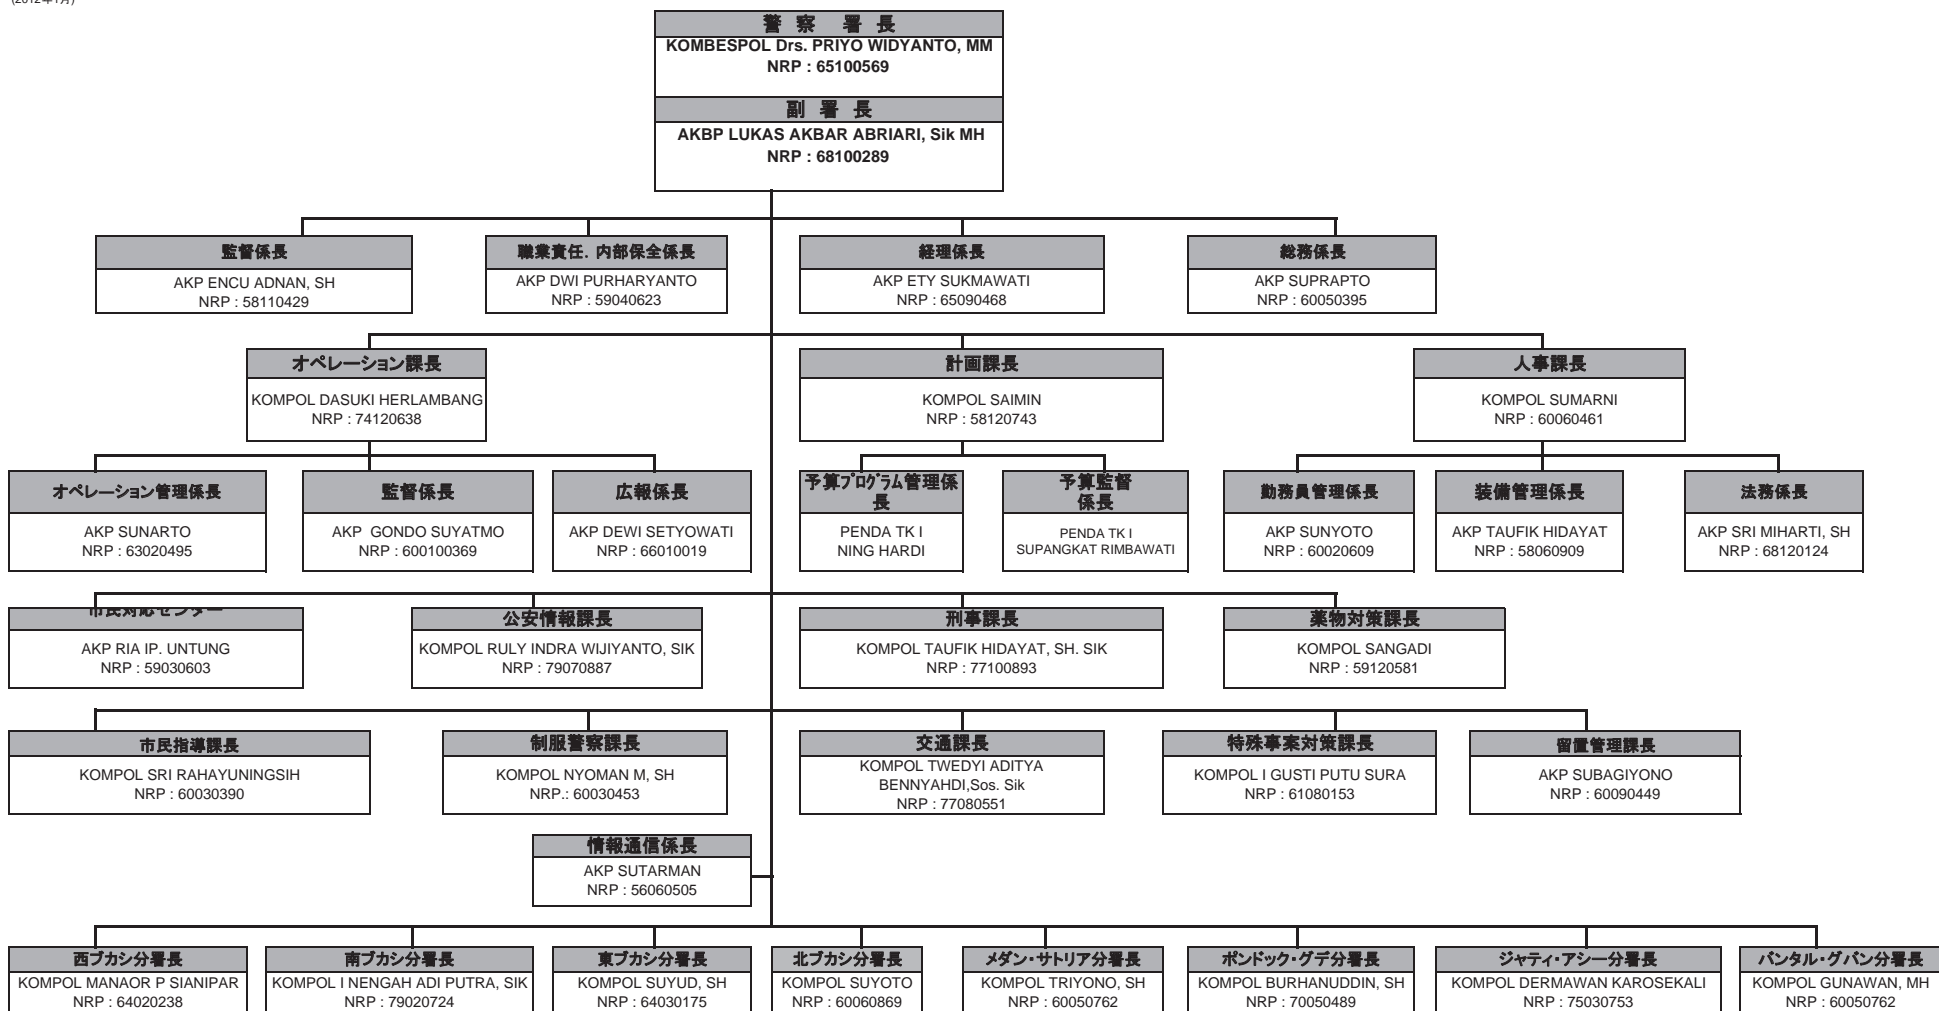 (2012年1月)
警 察 署 長
KOMBESPOL Drs. PRIYO WIDYANTO, MM
NRP : 65100569
副 署 長
AKBP LUKAS AKBAR ABRIARI, Sik MH
NRP : 68100289
監督係長
AKP ENCU ADNAN, SH
NRP : 58110429
職業責任. 内部保全係長
AKP DWI PURHARYANTO
NRP : 59040623
経理係長
AKP ETY SUKMAWATI
NRP : 65090468
総務係長
AKP SUPRAPTO
NRP : 60050395
オペレーション課長
KOMPOL DASUKI HERLAMBANG
NRP : 74120638
計画課長
KOMPOL SAIMIN
NRP : 58120743
人事課長
KOMPOL SUMARNI
NRP : 60060461
オペレーション管理係長
AKP SUNARTO
NRP : 63020495
監督係長
AKP GONDO SUYATMO
NRP : 600100369
広報係長
AKP DEWI SETYOWATI
NRP : 66010019
予算プログラム管理係
長
PENDA TK I
NING HARDI
予算監督
係長
PENDA TK I
SUPANGKAT RIMBAWATI
勤務員管理係長
AKP SUNYOTO
NRP : 60020609
装備管理係長
AKP TAUFIK HIDAYAT
NRP : 58060909
法務係長
AKP SRI MIHARTI, SH
NRP : 68120124
市民対応センター
AKP RIA IP. UNTUNG
NRP : 59030603
公安情報課長
KOMPOL RULY INDRA WIJIYANTO, SIK
NRP : 79070887
刑事課長
KOMPOL TAUFIK HIDAYAT, SH. SIK
NRP : 77100893
薬物対策課長
KOMPOL SANGADI
NRP : 59120581
市民指導課長
KOMPOL SRI RAHAYUNINGSIH
NRP : 60030390
制服警察課長
KOMPOL NYOMAN M, SH
NRP.: 60030453
交通課長
KOMPOL TWEDYI ADITYA
BENNYAHDI,Sos. Sik
NRP : 77080551
特殊事案対策課長
KOMPOL I GUSTI PUTU SURA
NRP : 61080153
留置管理課長
AKP SUBAGIYONO
NRP : 60090449
情報通信係長
AKP SUTARMAN
NRP : 56060505
西ブカシ分署長
KOMPOL MANAOR P SIANIPAR
NRP : 64020238
南ブカシ分署長
KOMPOL I NENGAH ADI PUTRA, SIK
NRP : 79020724
東ブカシ分署長
KOMPOL SUYUD, SH
NRP : 64030175
北ブカシ分署長
KOMPOL SUYOTO
NRP : 60060869
メダン・サトリア分署長
KOMPOL TRIYONO, SH
NRP : 60050762
ポンドック・グデ分署長
KOMPOL BURHANUDDIN, SH
NRP : 70050489
ジャティ・アシー分署長
KOMPOL DERMAWAN KAROSEKALI
NRP : 75030753
バンタル・グバン分署長
KOMPOL GUNAWAN, MH
NRP : 60050762